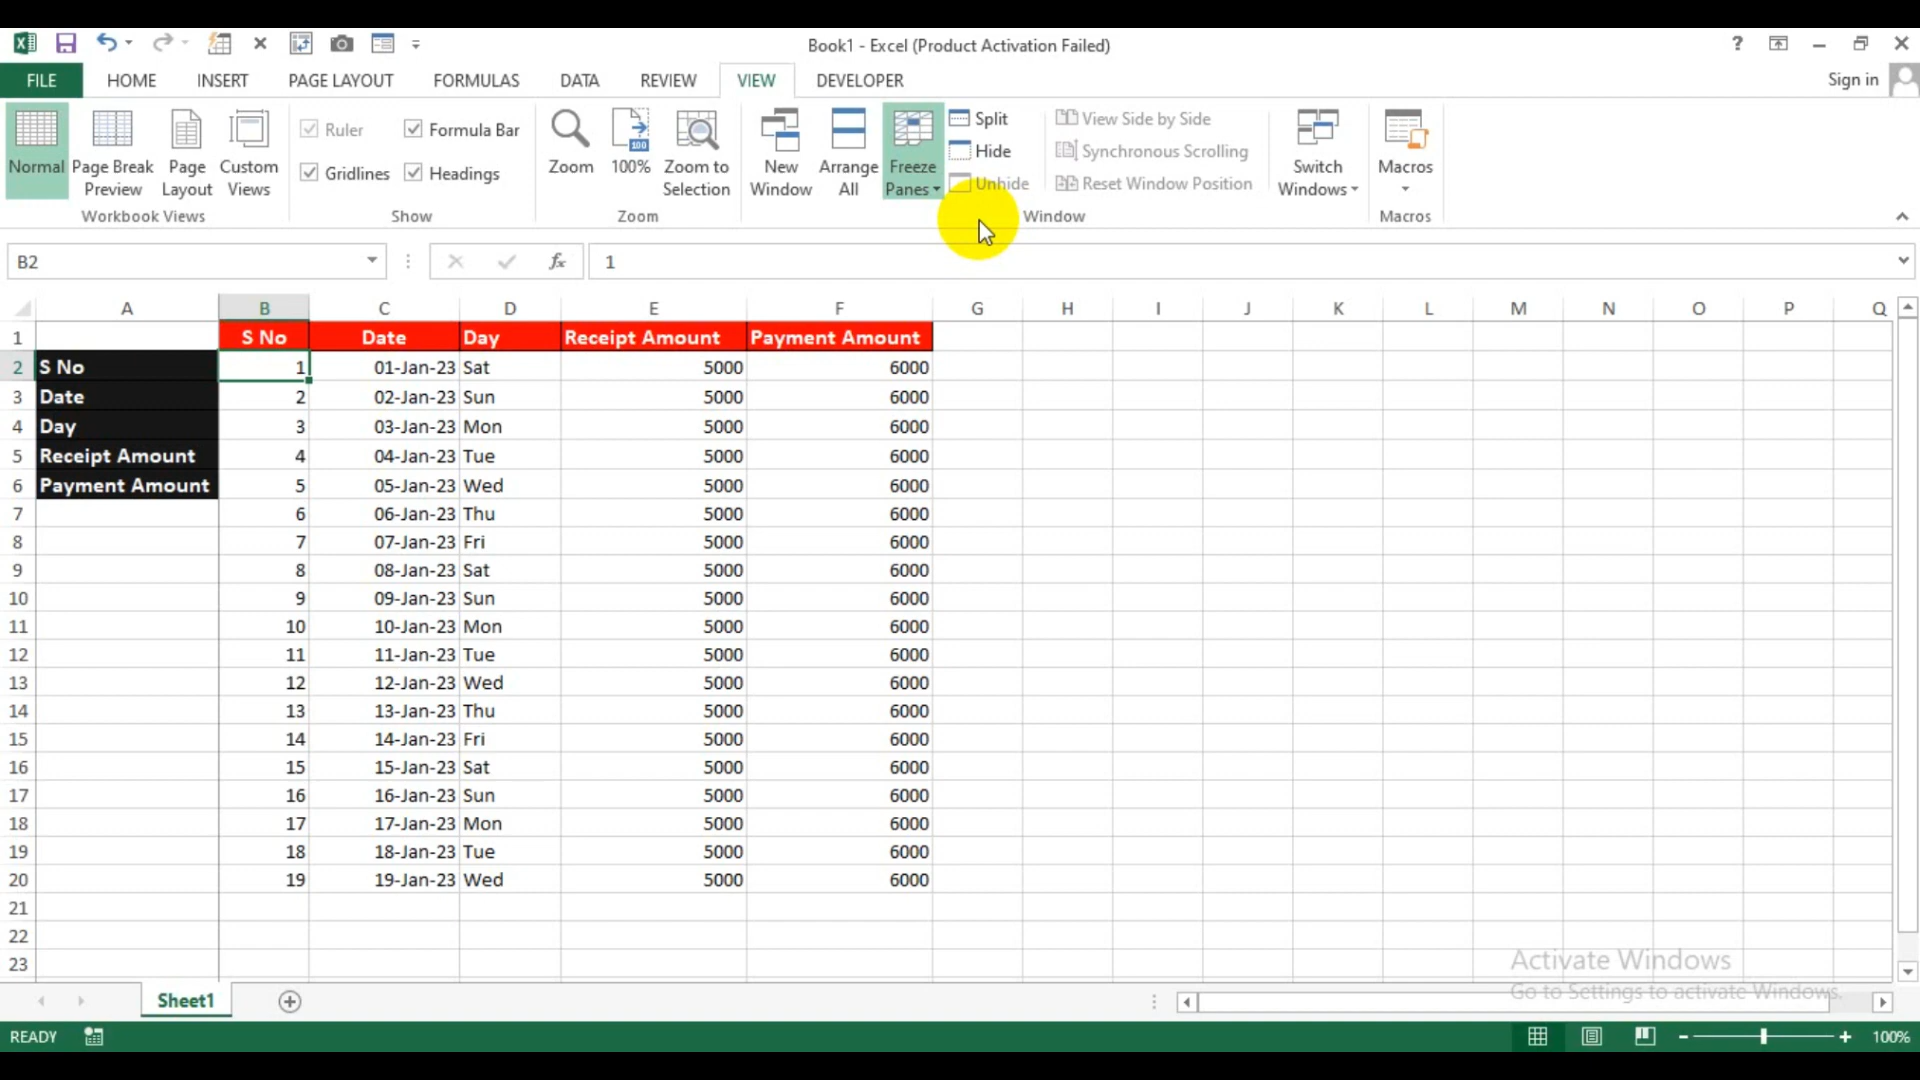 Book1 - Excel (Product Activation Failed)
?
FILE HOME INSERT PAGE LAYOUT FORMULAS DATA REVIEW VIEW DEVELOPER Sign in
Normal
Page Break Preview
Page Layout
Custom Views
Workbook Views
Ruler
Formula Bar
Gridlines
Headings
Show
Zoom
100
100%
Zoom to Selection
Zoom
New Window
Arrange All
Freeze Panes
Split
Hide
Unhide
View Side by Side
Synchronous Scrolling
Reset Window Position
Window
Switch Windows
Macros
Macros
B2 fx 1
A B C D E F G H I J K L M N O P Q
1 S No Date Day Receipt Amount Payment Amount
2 S No 1 01-Jan-23 Sat 5000 6000
3 Date 2 02-Jan-23 Sun 5000 6000
4 Day 3 03-Jan-23 Mon 5000 6000
5 Receipt Amount 4 04-Jan-23 Tue 5000 6000
6 Payment Amount 5 05-Jan-23 Wed 5000 6000
7 6 06-Jan-23 Thu 5000 6000
8 7 07-Jan-23 Fri 5000 6000
9 8 08-Jan-23 Sat 5000 6000
10 9 09-Jan-23 Sun 5000 6000
11 10 10-Jan-23 Mon 5000 6000
12 11 11-Jan-23 Tue 5000 6000
13 12 12-Jan-23 Wed 5000 6000
14 13 13-Jan-23 Thu 5000 6000
15 14 14-Jan-23 Fri 5000 6000
16 15 15-Jan-23 Sat 5000 6000
17 16 16-Jan-23 Sun 5000 6000
18 17 17-Jan-23 Mon 5000 6000
19 18 18-Jan-23 Tue 5000 6000
20 19 19-Jan-23 Wed 5000 6000
21
22
23
Activate Windows
Go to Settings to activate Windows.
Sheet1
READY 100%